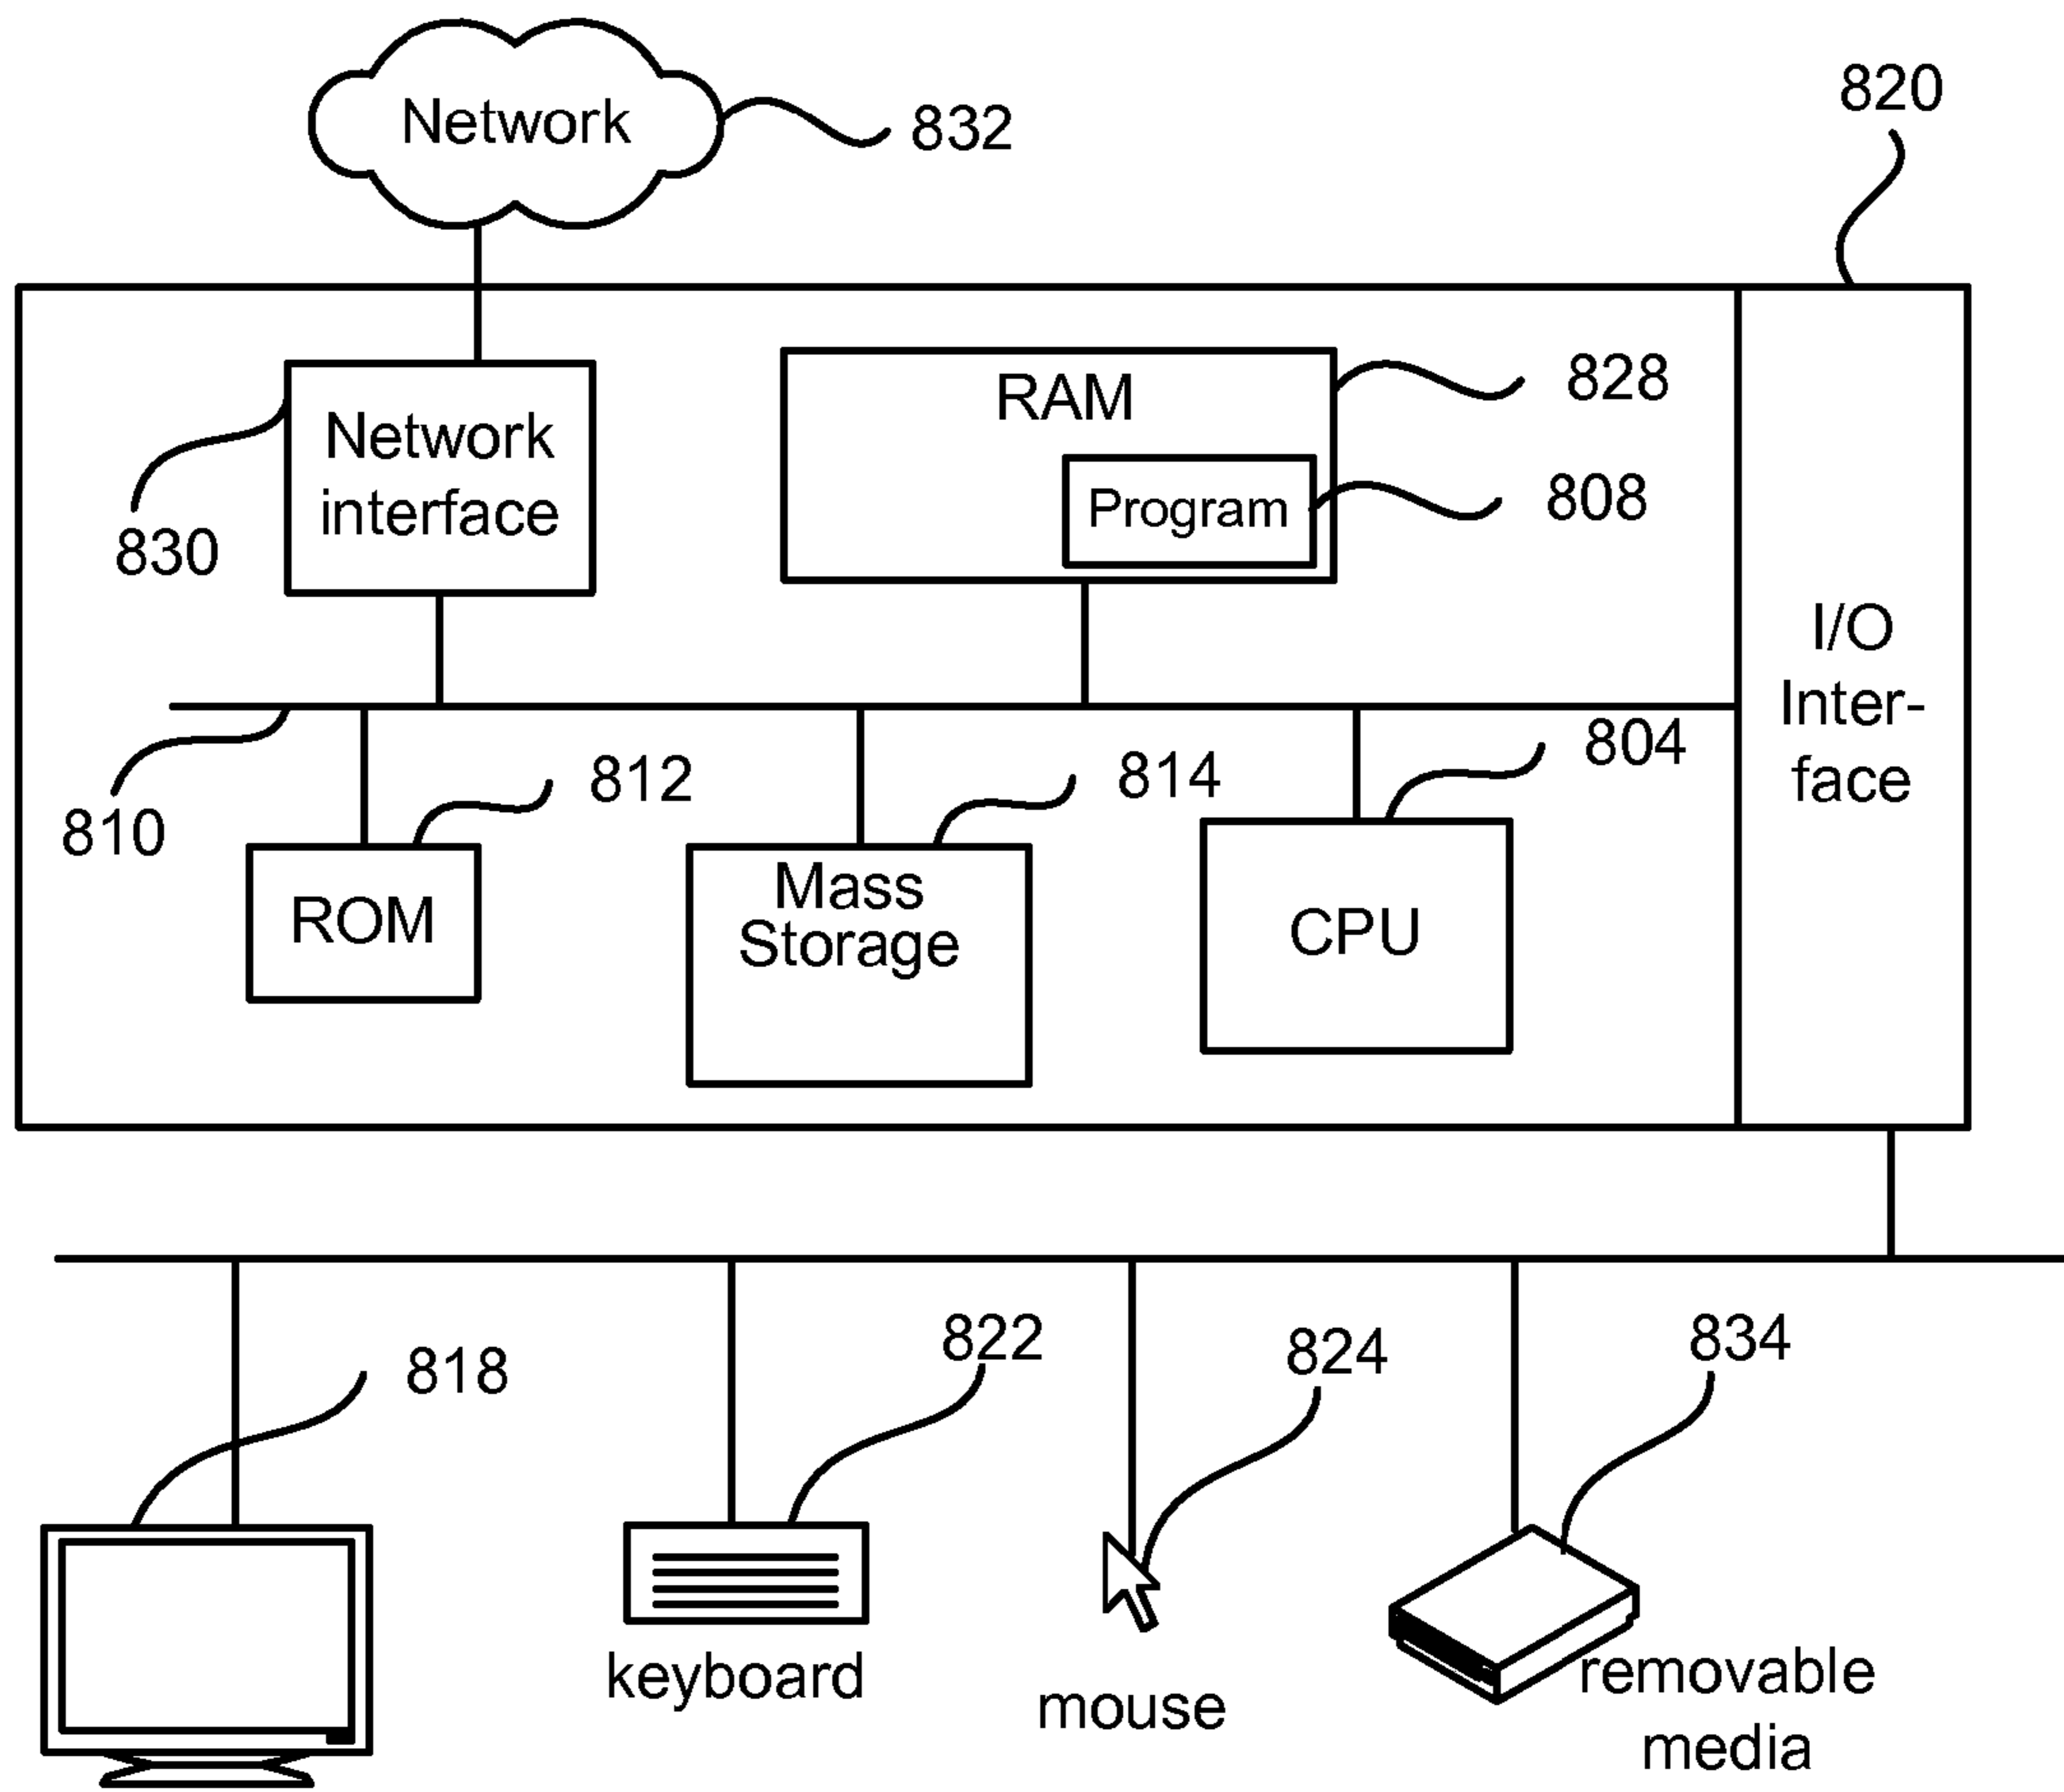 Network
832
820
RAM
828
Network
interface
Program
808
830
I/O
Inter-
face
804
812
814
810
ROM
Mass
Storage
CPU
818
822
824
834
keyboard
mouse
removable
media